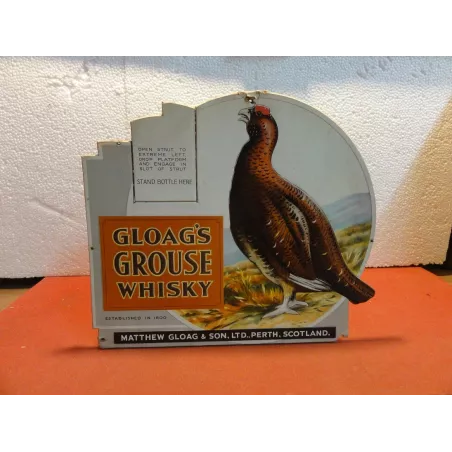 OPEN STRUT TO
EXTREME LEFT.
DROP PLATFORM
AND ENGAGE IN
SLOT OF STRUT
STAND BOTTLE HERE
GLOAG'S
GROUSE
WHISKY
ESTABLISHED IN 1800
MATTHEW GLOAG & SON, LTD., PERTH, SCOTLAND.